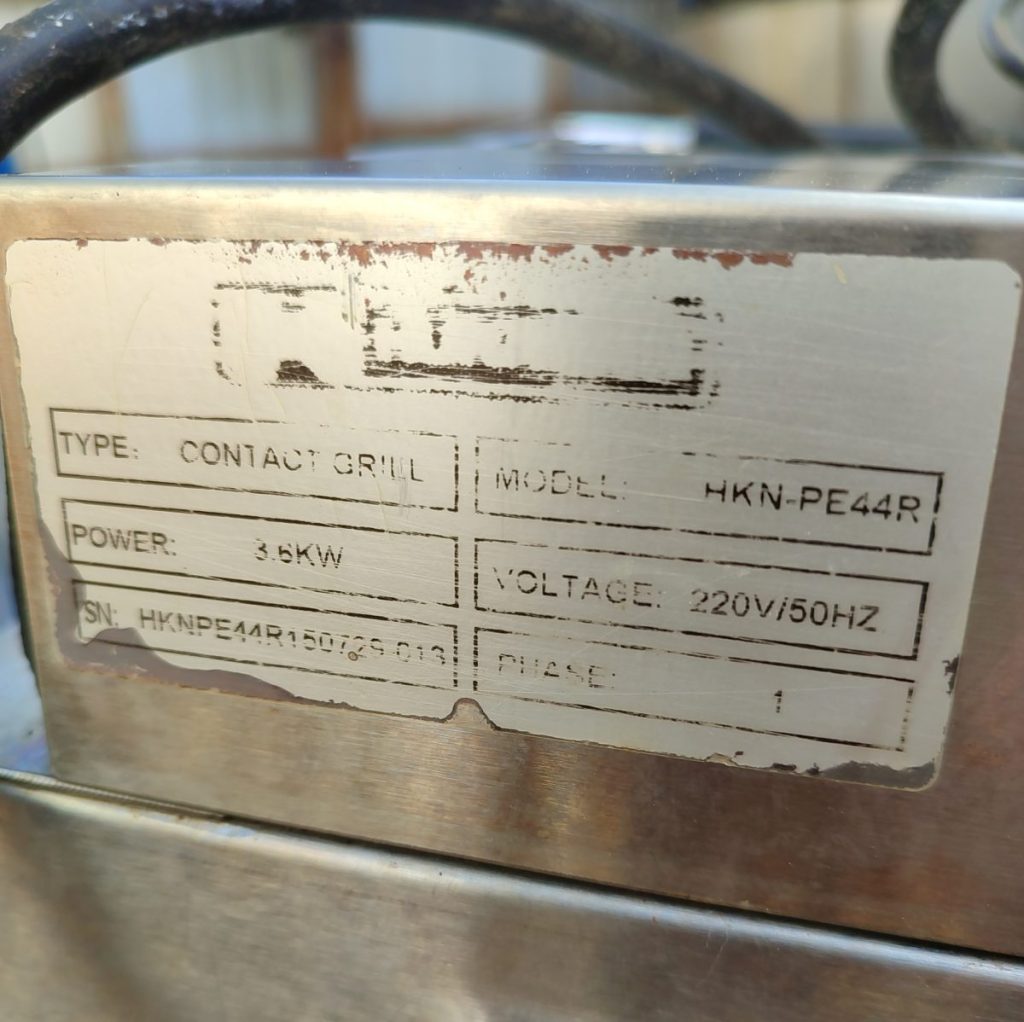 TYPE: CONTACT GRILL
MODEL: HKN-PE44R
POWER: 3.6KW
VOLTAGE: 220V/50HZ
SN: HKNPE44R150729-013
PHASE: 1